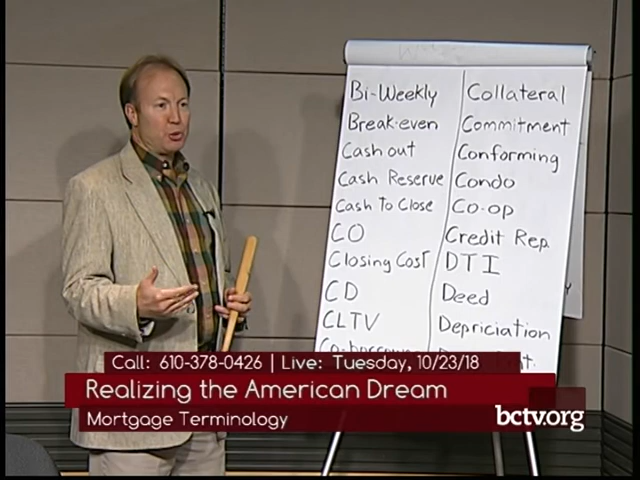 Bi-Weekly
Break-even
Cash out
Cash Reserve
Cash To Close
CO
Closing Cost
CD
CLTV
Collateral
Commitment
Conforming
Condo
Co-op
Credit Rep.
DTI
Deed
Depriciation
Call: 610-378-0426 | Live: Tuesday, 10/23/18
Realizing the American Dream
Mortgage Terminology
bctv.org